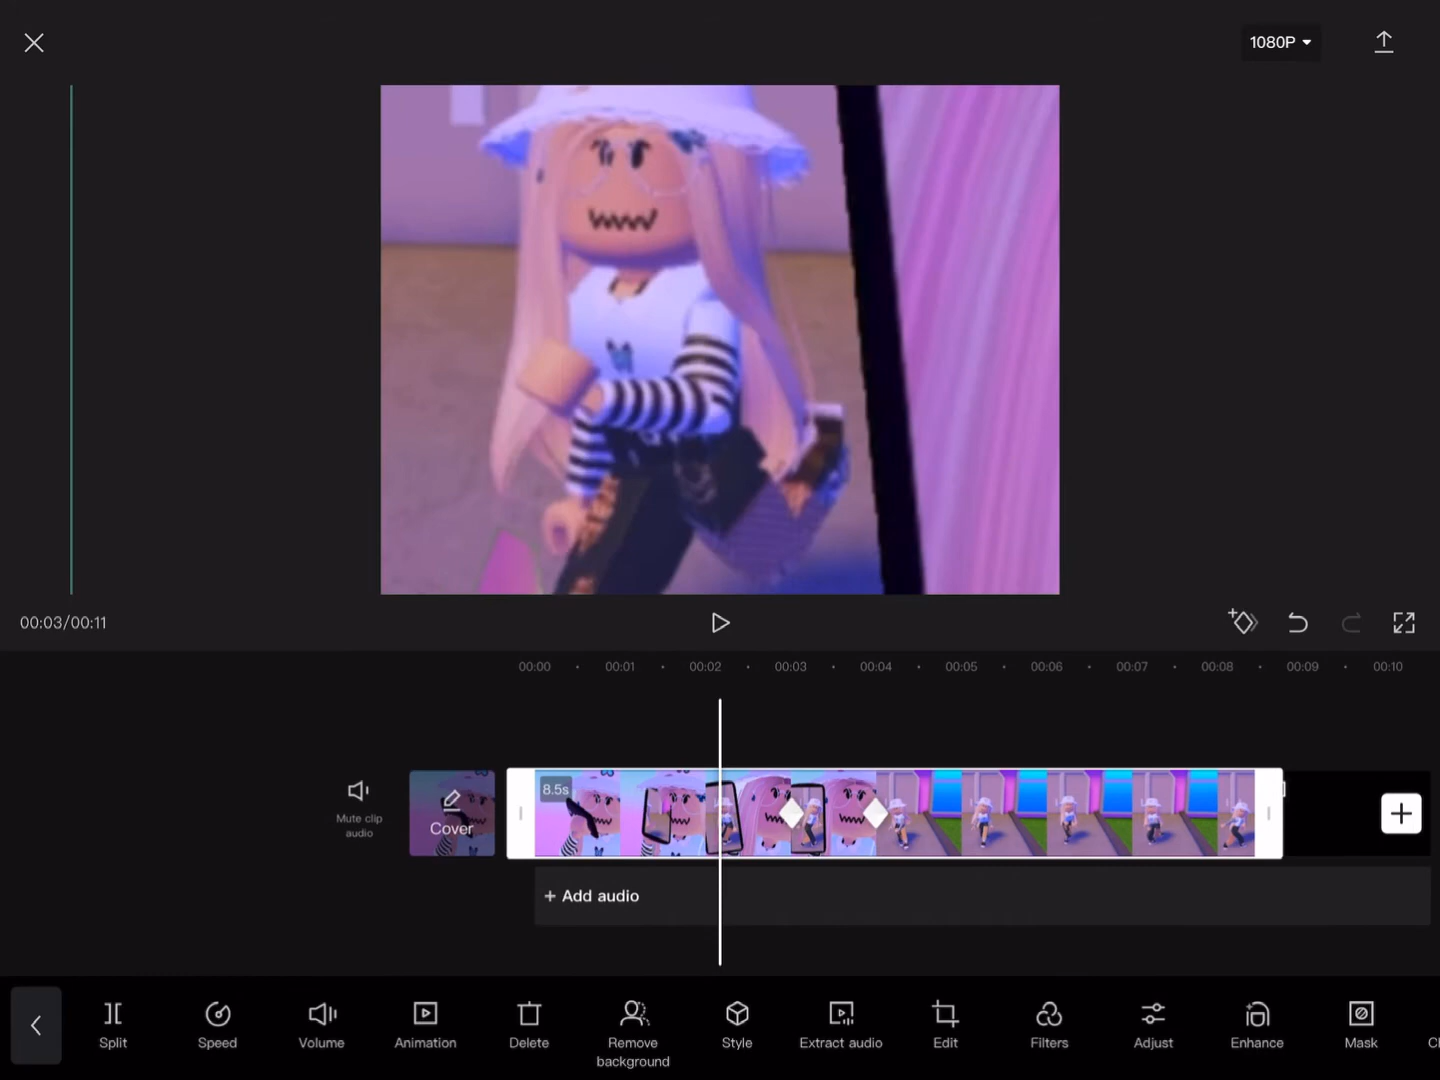 1080P
00:03/00:11
00:00 00:01 00:02 00:03 00:04 00:05 00:06 00:07 00:08 00:09 00:10
8.5s
Mute clip
audio
Cover
+ Add audio
Split
Speed
Volume
Animation
Delete
Remove
background
Style
Extract audio
Edit
Filters
Adjust
Enhance
Mask